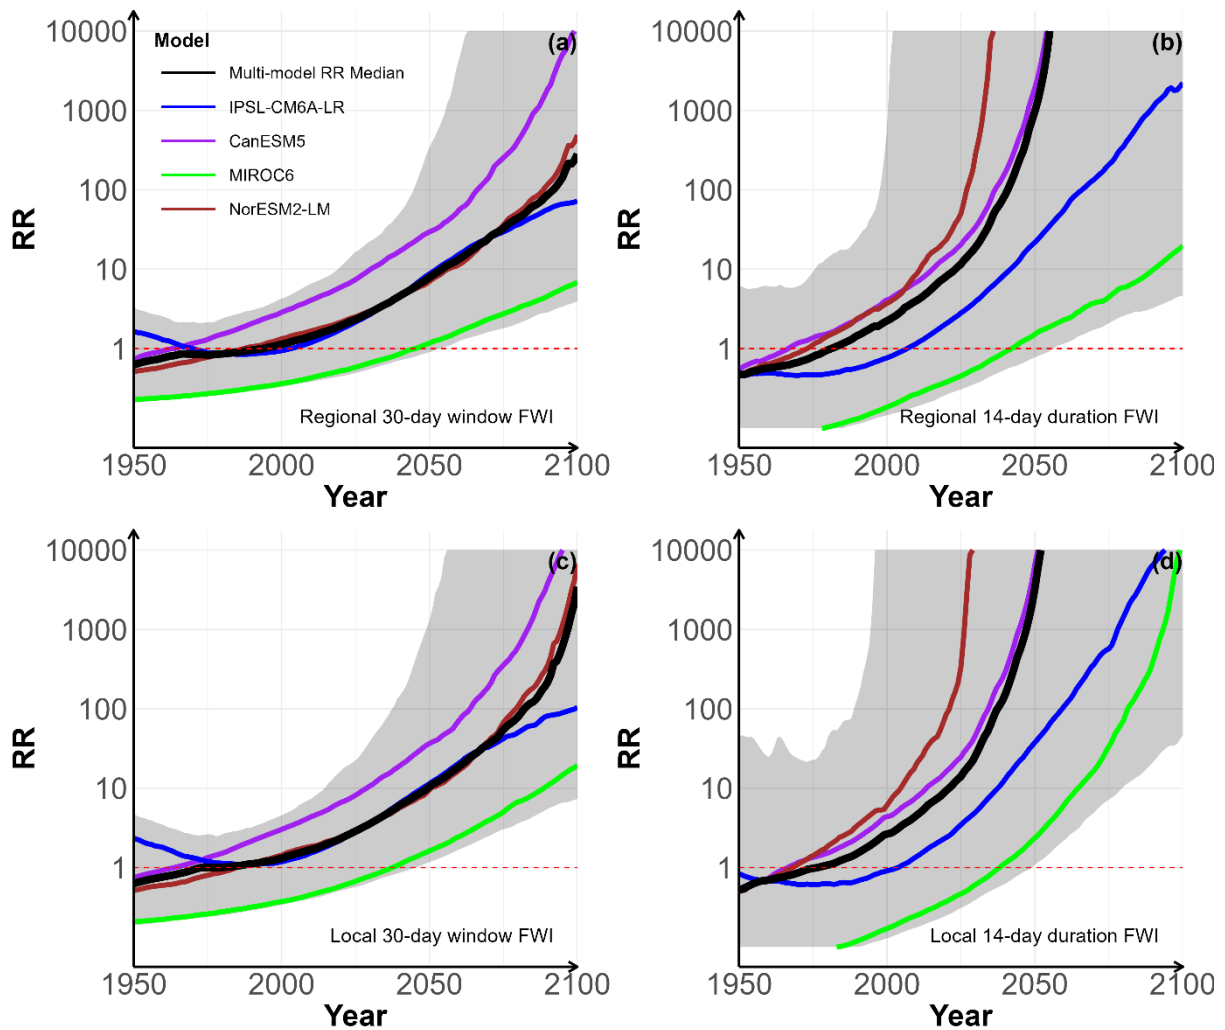 (a)
Model
Multi-model RR Median
IPSL-CM6A-LR
CanESM5
MIROC6
NorESM2-LM
10000
1000
100
10
1
RR
Regional 30-day window FWI
1950 2000 2050 2100
Year
(b)
10000
1000
100
10
1
RR
Regional 14-day duration FWI
1950 2000 2050 2100
Year
(c)
10000
1000
100
10
1
RR
Local 30-day window FWI
1950 2000 2050 2100
Year
(d)
10000
1000
100
10
1
RR
Local 14-day duration FWI
1950 2000 2050 2100
Year